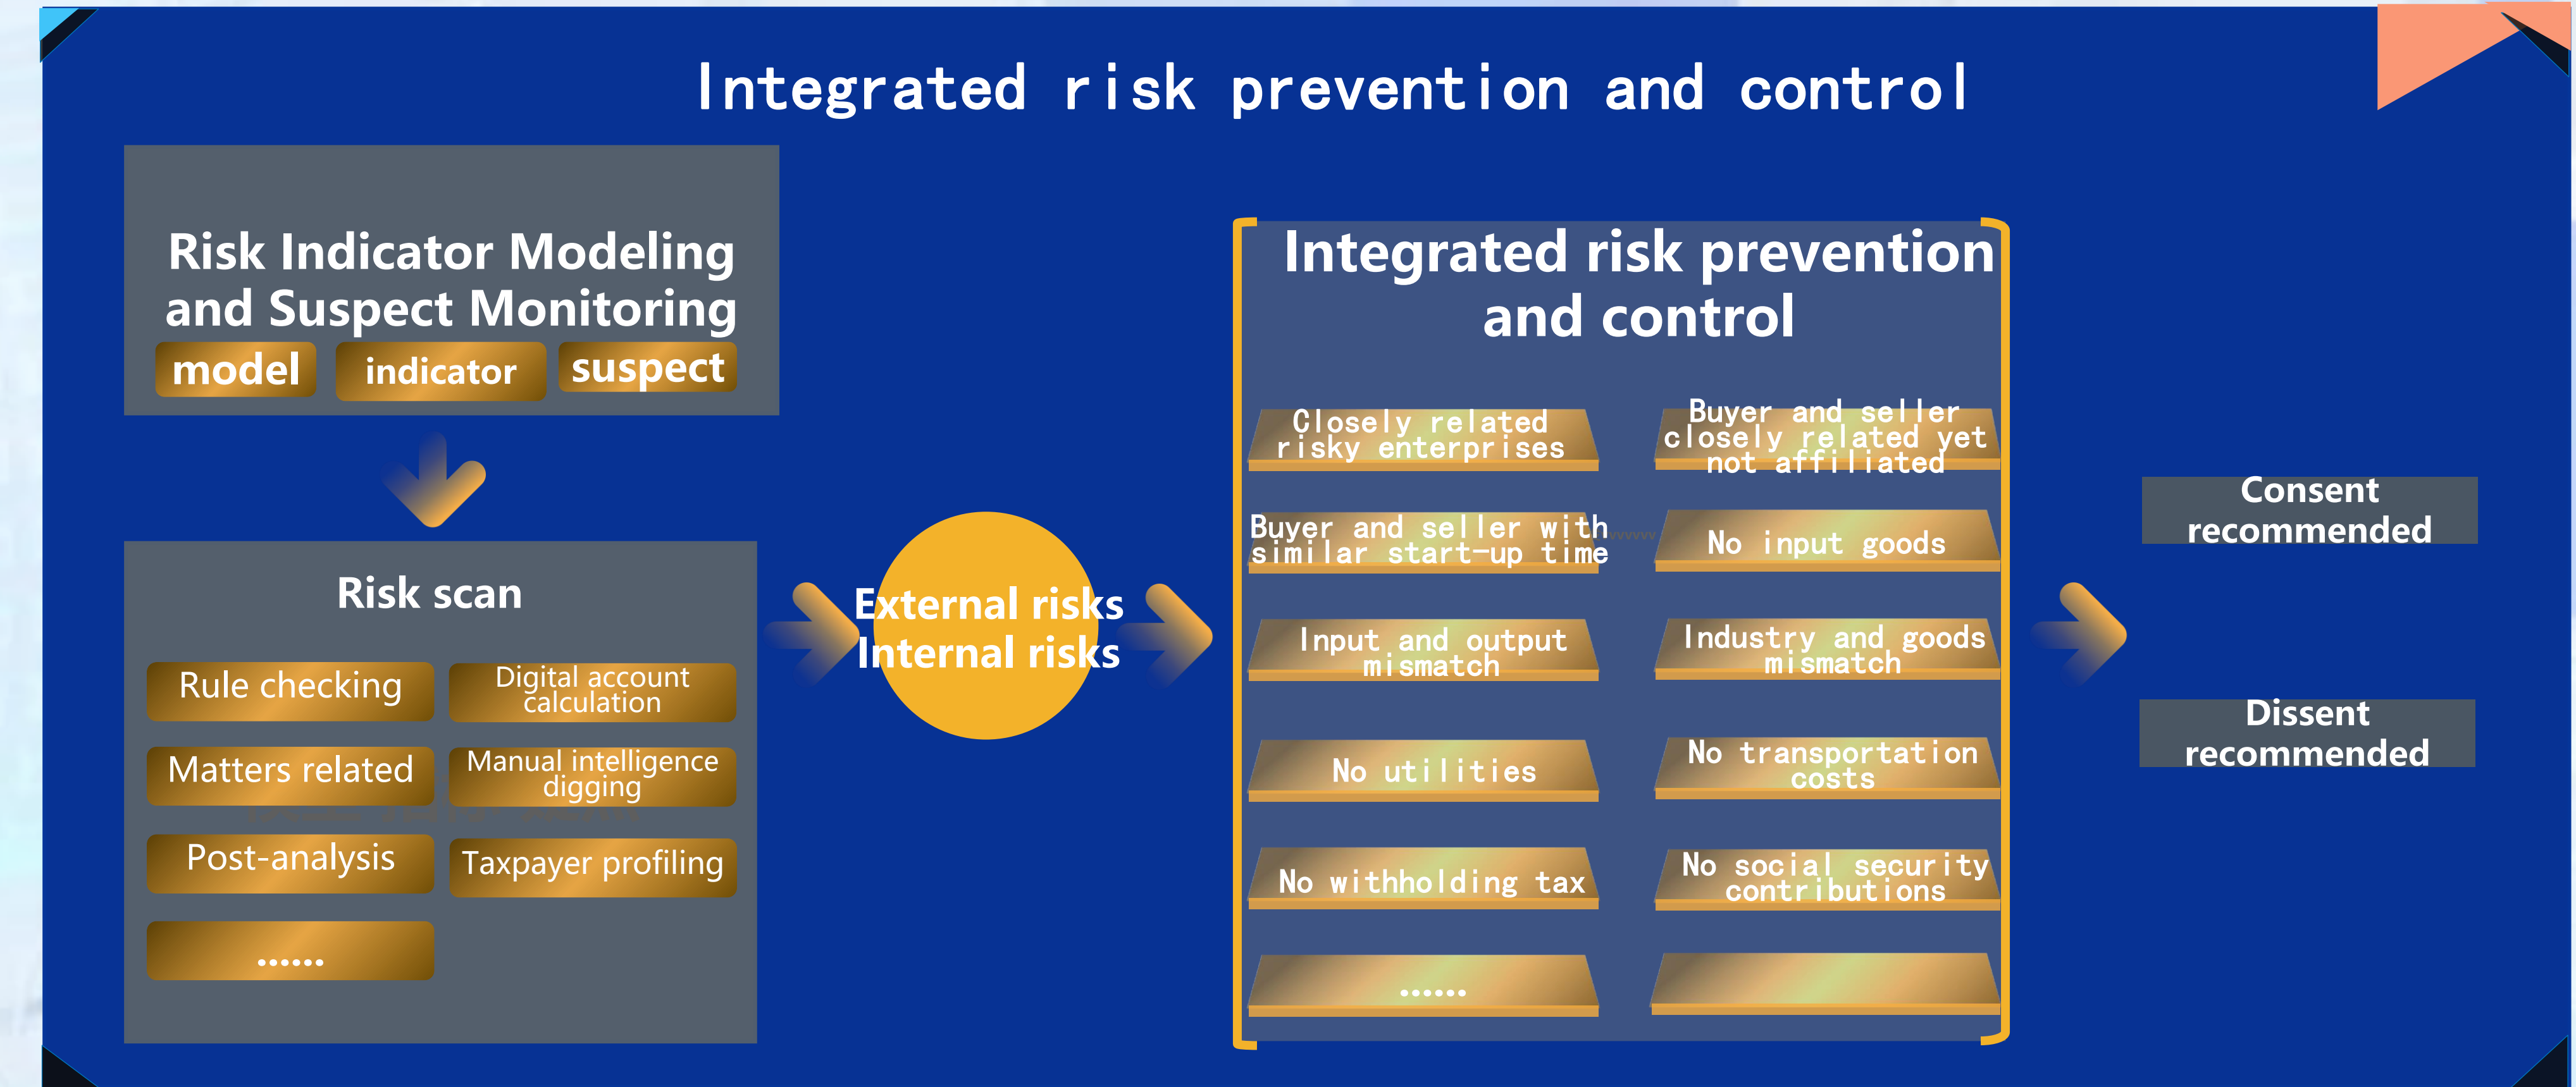 Integrated risk prevention and control
Risk Indicator Modeling
and Suspect Monitoring
model
indicator
suspect
Risk scan
Rule checking
Digital account
calculation
Matters related
Manual intelligence
digging
Post-analysis
Taxpayer profiling
......
External risks
Internal risks
Integrated risk prevention
and control
Closely related
risky enterprises
Buyer and seller
closely related yet
not affiliated
Buyer and seller with
similar start-up time
No input goods
Input and output
mismatch
Industry and goods
mismatch
No utilities
No transportation
costs
No withholding tax
No social security
contributions
......
Consent
recommended
Dissent
recommended